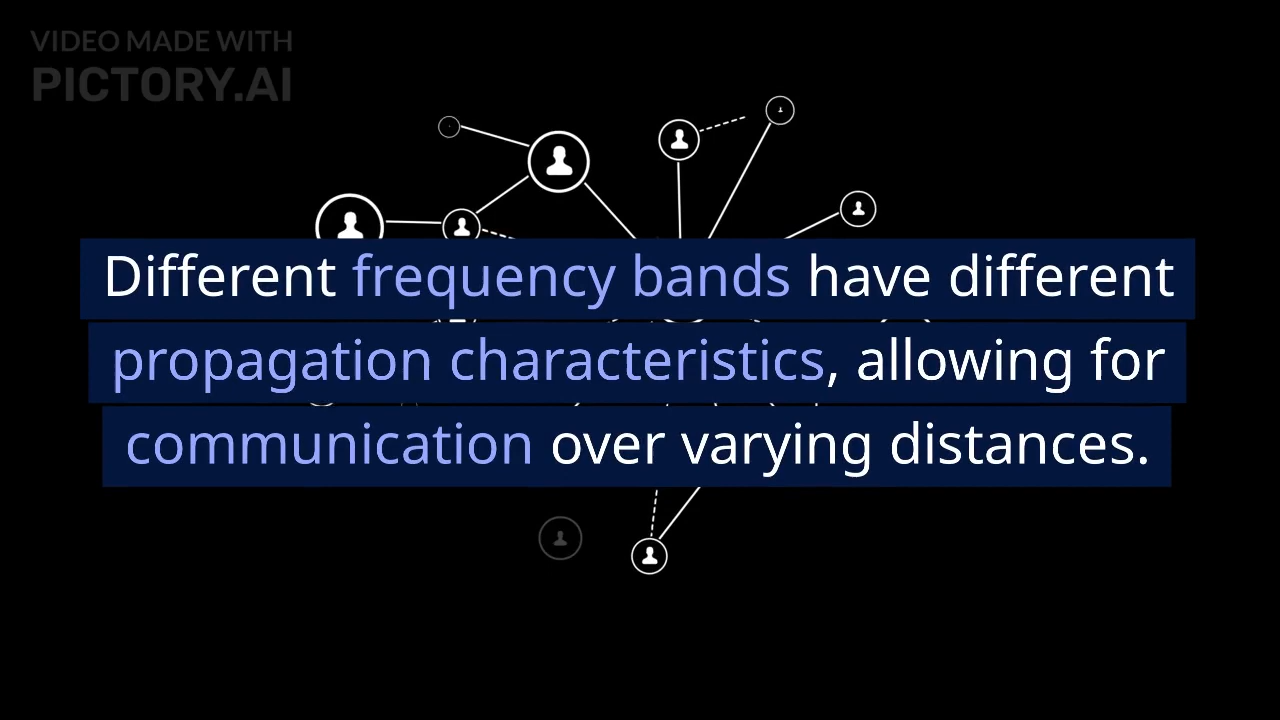 VIDEO MADE WITH
PICTORY.AI
Different frequency bands have different
propagation characteristics, allowing for
communication over varying distances.